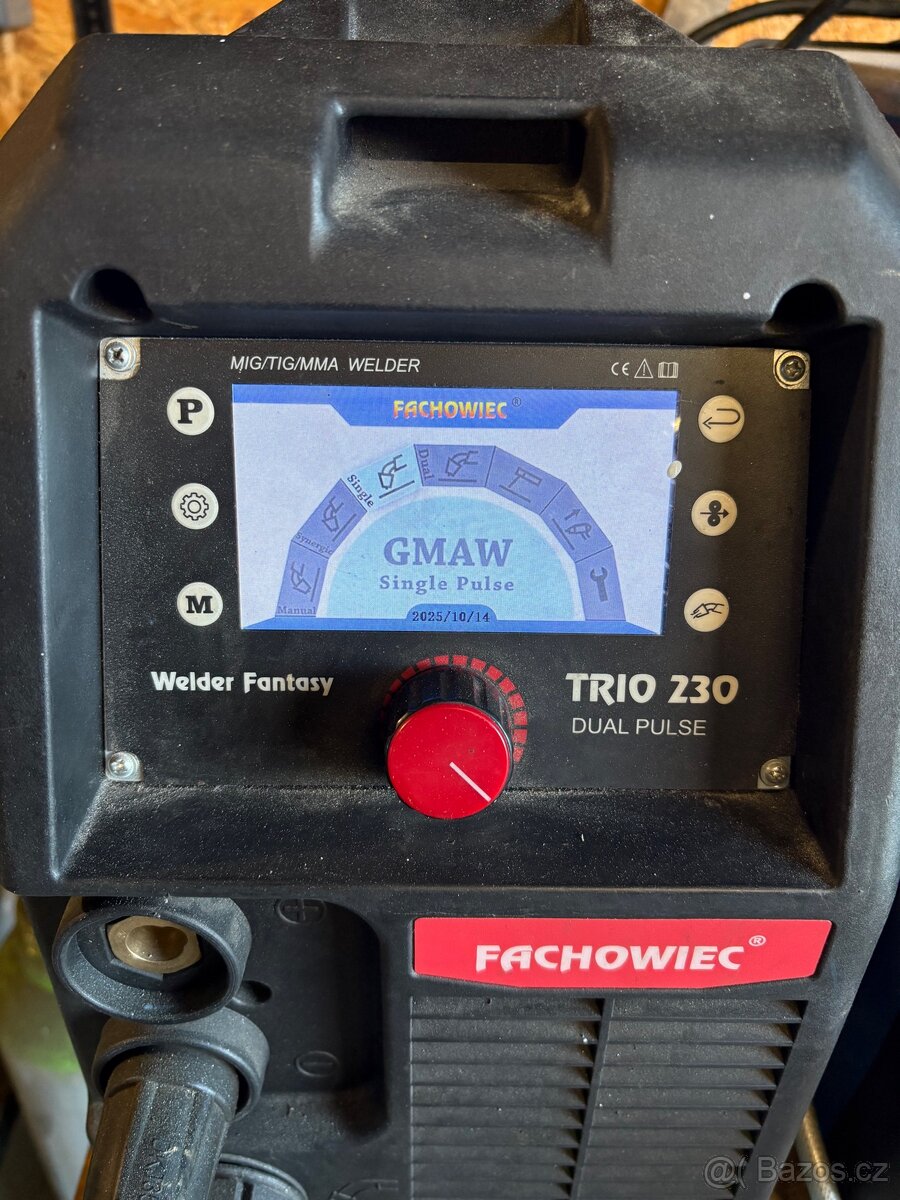 MIG/TIG/MMA WELDER
CE
P
FACHOWIEC®
Single
Dual
Synergic
Manual
GMAW
Single Pulse
2025/10/14
M
Welder Fantasy
TRIO 230
DUAL PULSE
FACHOWIEC®
@( Bazos.cz